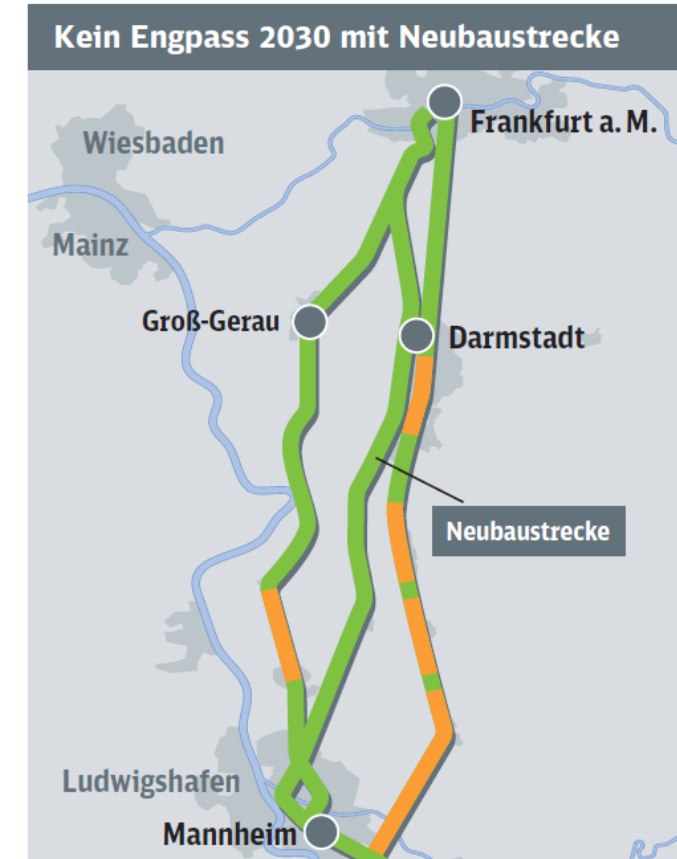 Kein Engpass 2030 mit Neubaustrecke
Frankfurt a. M.
Wiesbaden
Mainz
Groß-Gerau
Darmstadt
Neubaustrecke
Ludwigshafen
Mannheim